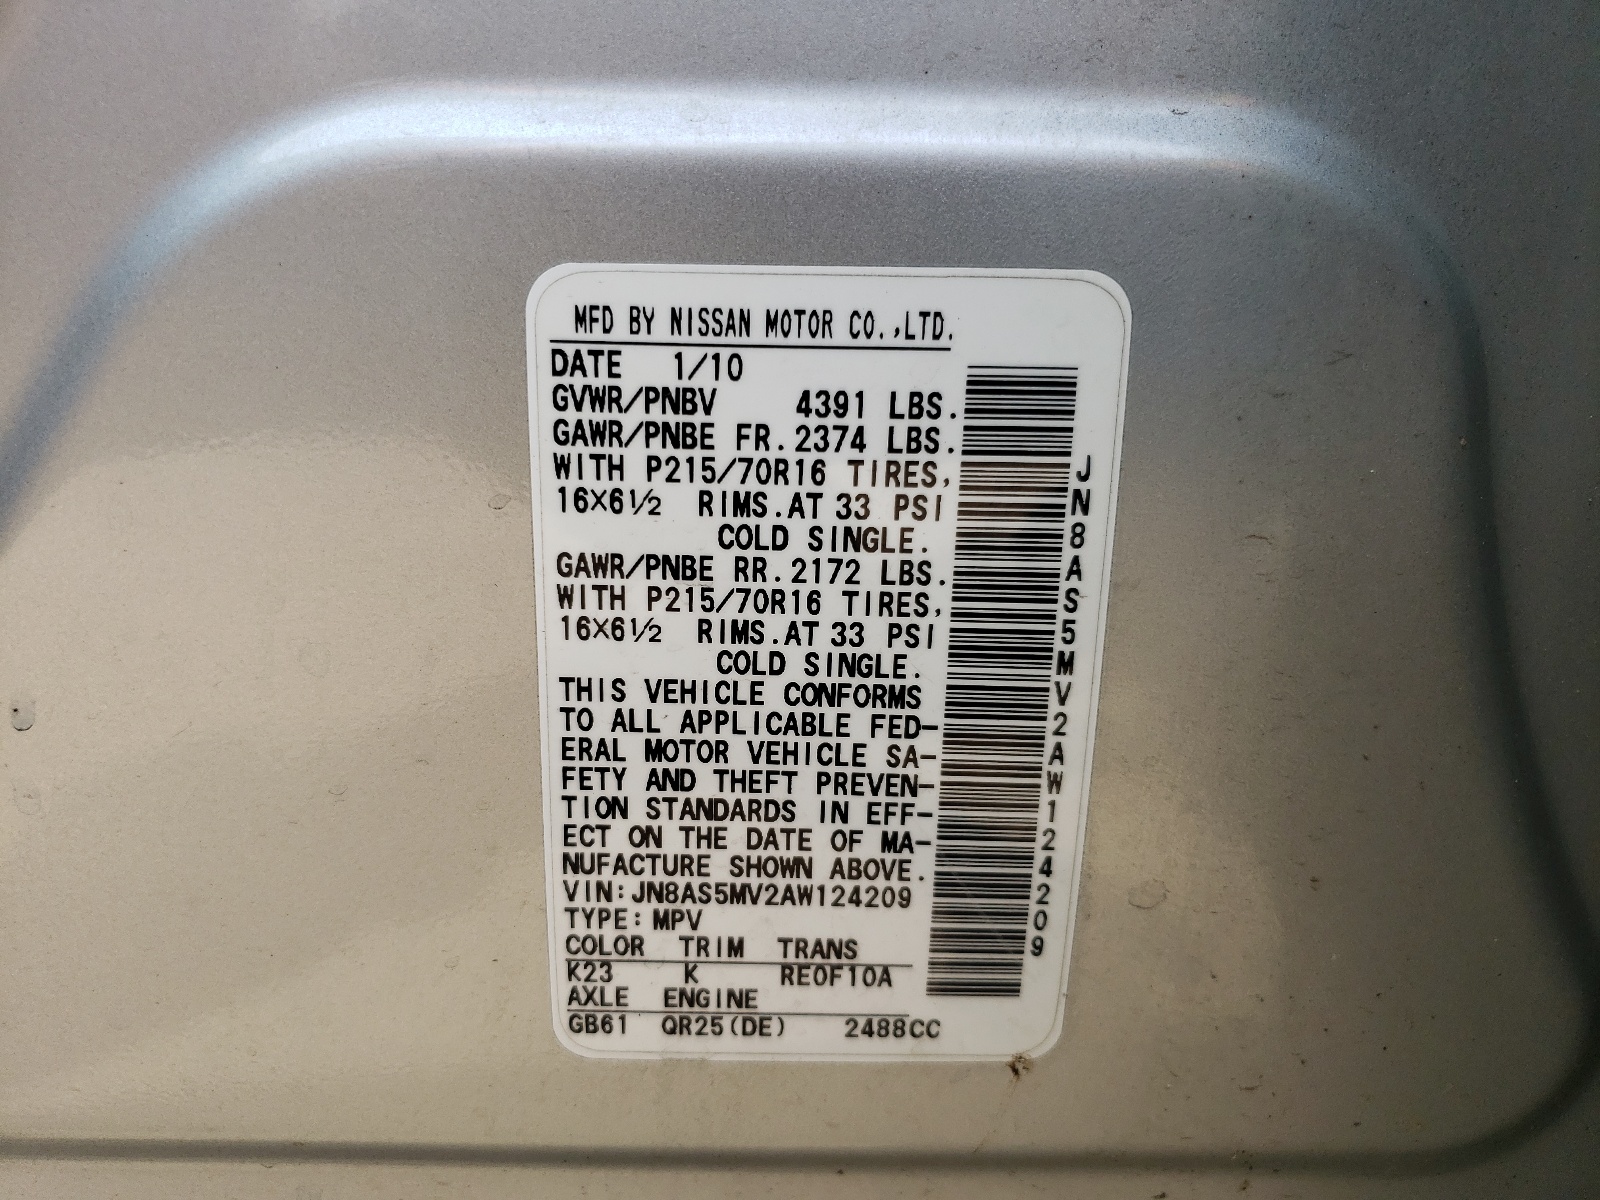 MFD BY NISSAN MOTOR CO.,LTD.
DATE 1/10
GVWR/PNBV 4391 LBS.
GAWR/PNBE FR.2374 LBS.
WITH P215/70R16 TIRES,
16X6½ RIMS.AT 33 PSI
COLD SINGLE.
GAWR/PNBE RR.2172 LBS.
WITH P215/70R16 TIRES,
16X6½ RIMS.AT 33 PSI
COLD SINGLE.
THIS VEHICLE CONFORMS
TO ALL APPLICABLE FED-
ERAL MOTOR VEHICLE SA-
FETY AND THEFT PREVEN-
TION STANDARDS IN EFF-
ECT ON THE DATE OF MA-
NUFACTURE SHOWN ABOVE.
VIN:JN8AS5MV2AW124209
TYPE:MPV
COLOR TRIM TRANS
K23 K RE0F10A
AXLE ENGINE
GB61 QR25(DE) 2488CC
JN8AS5MV2AW124209